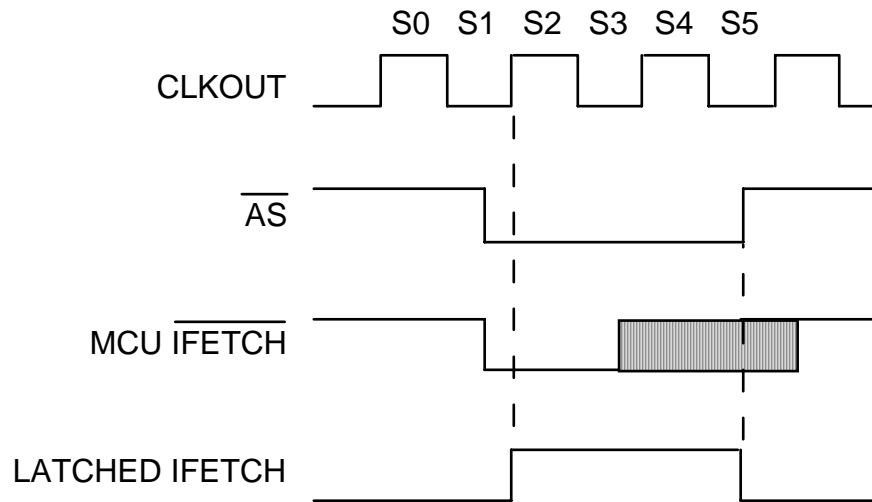 S0 S1 S2 S3 S4 S5
CLKOUT
AS
MCU IFETCH
LATCHED IFETCH